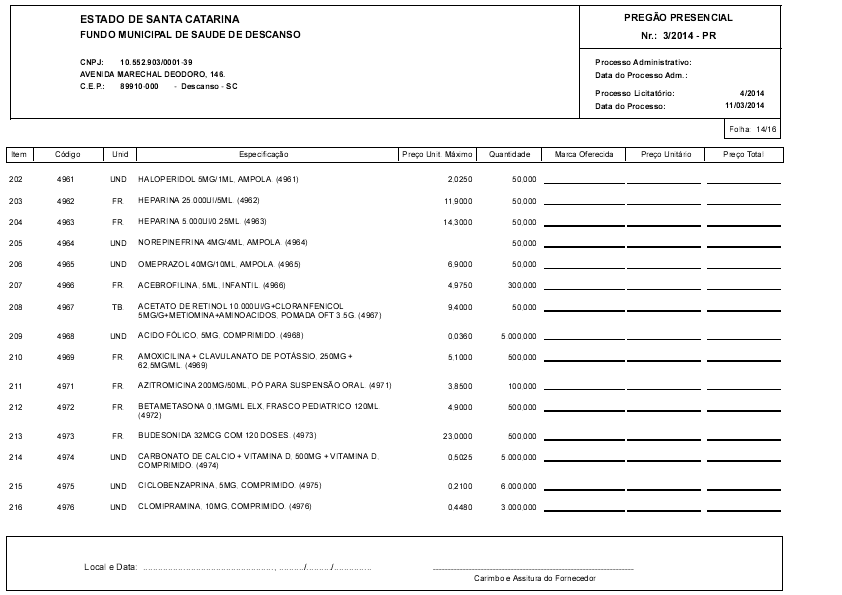 ESTADO DE SANTA CATARINA
FUNDO MUNICIPAL DE SAUDE DE DESCANSO
CNPJ: 10.552.903/0001-39
AVENIDA MARECHAL DEODORO, 146.
C.E.P.: 89910-000 - Descanso - SC
PREGÃO PRESENCIAL
Nr.: 3/2014 - PR
Processo Administrativo:
Data do Processo Adm.:
Processo Licitatório: 4/2014
Data do Processo: 11/03/2014
Folha: 14/16
Item Código Unid Especificação Preço Unit. Máximo Quantidade Marca Oferecida Preço Unitário Preço Total
202 4961 UND HALOPERIDOL 5MG/1ML, AMPOLA. (4961) 2,0250 50,000
203 4962 FR. HEPARINA 25.000UI/5ML. (4962) 11,9000 50,000
204 4963 FR. HEPARINA 5.000UI/0.25ML. (4963) 14,3000 50,000
205 4964 UND NOREPINEFRINA 4MG/4ML, AMPOLA. (4964) 50,000
206 4965 UND OMEPRAZOL 40MG/10ML, AMPOLA. (4965) 6,9000 50,000
207 4966 FR. ACEBROFILINA, 5ML, INFANTIL. (4966) 4,9750 300,000
208 4967 TB. ACETATO DE RETINOL 10.000UI/G+CLORANFENICOL 9,4000 50,000
5MG/G+METIOMINA+AMINOACIDOS, POMADA OFT 3.5G. (4967)
209 4968 UND ACIDO FÓLICO, 5MG, COMPRIMIDO. (4968) 0,0360 5.000,000
210 4969 FR. AMOXICILINA + CLAVULANATO DE POTÁSSIO, 250MG + 5,1000 500,000
62,5MG/ML. (4969)
211 4971 FR. AZITROMICINA 200MG/50ML, PÓ PARA SUSPENSÃO ORAL. (4971) 3,8500 100,000
212 4972 FR. BETAMETASONA 0,1MG/ML ELX, FRASCO PEDIATRICO 120ML. 4,9000 500,000
(4972)
213 4973 FR. BUDESONIDA 32MCG COM 120 DOSES. (4973) 23,0000 500,000
214 4974 UND CARBONATO DE CALCIO + VITAMINA D, 500MG + VITAMINA D, 0,5025 5.000,000
COMPRIMIDO. (4974)
215 4975 UND CICLOBENZAPRINA, 5MG, COMPRIMIDO. (4975) 0,2100 6.000,000
216 4976 UND CLOMIPRAMINA, 10MG, COMPRIMIDO. (4976) 0,4480 3.000,000
Local e Data: ................................................, ........./........./..............
Carimbo e Assitura do Fornecedor